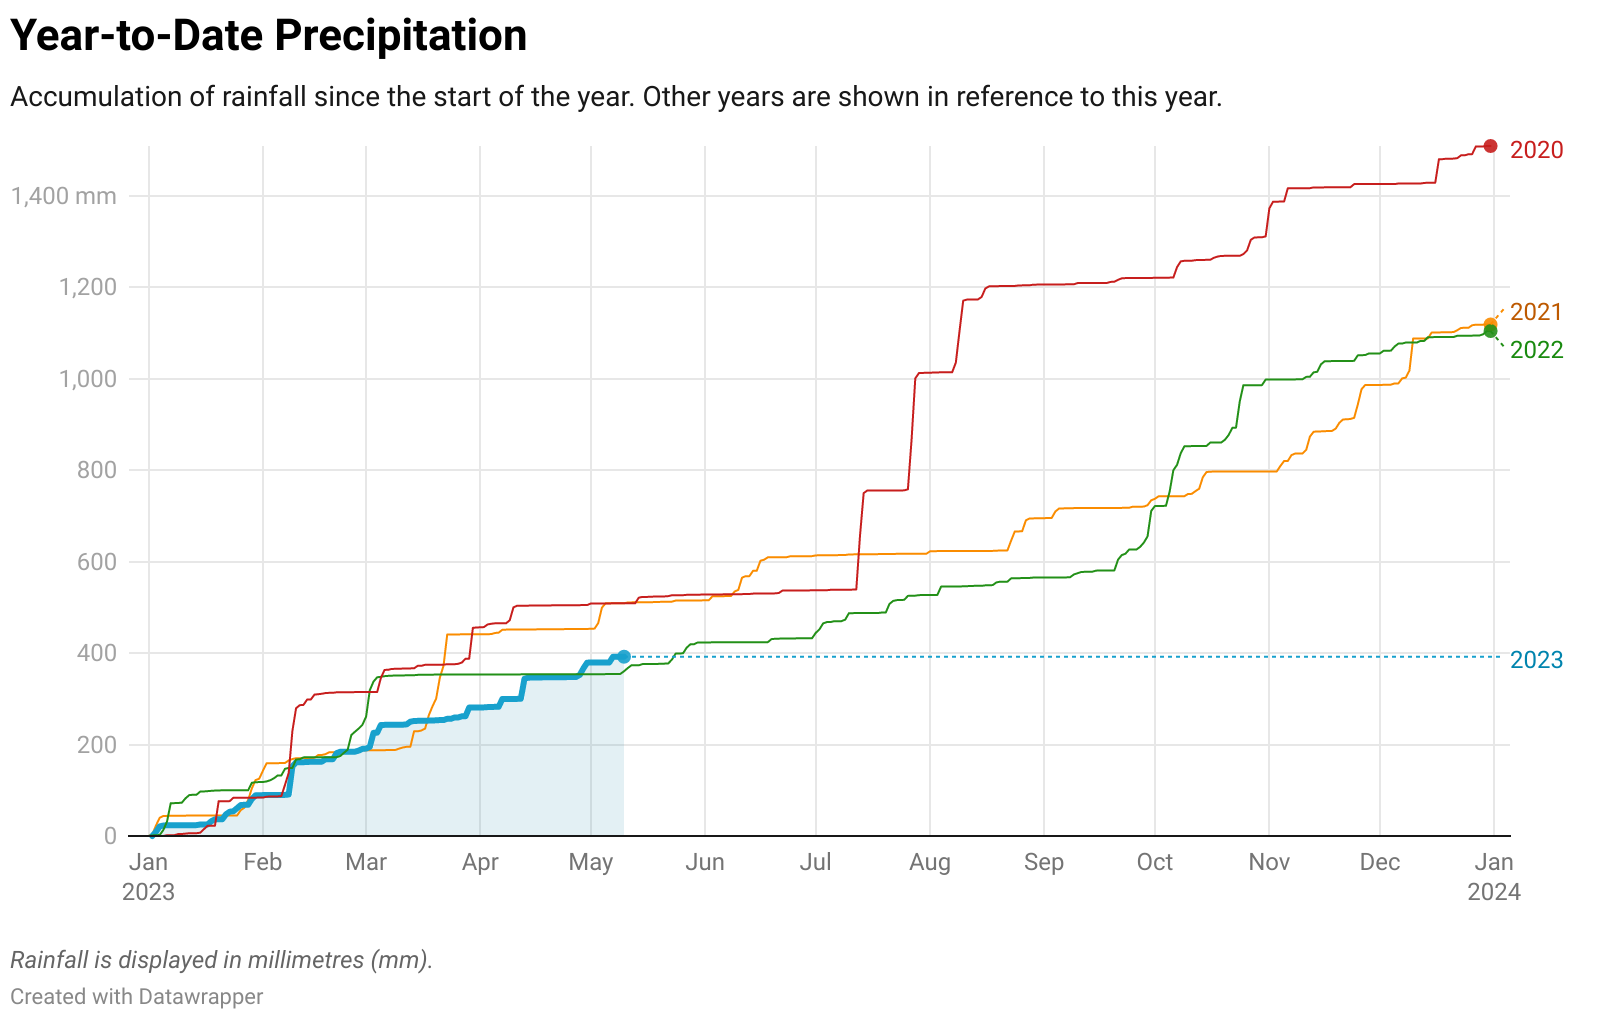 Year-to-Date Precipitation
Accumulation of rainfall since the start of the year. Other years are shown in reference to this year.
2020
1,400 mm
1,200
2021
2022
1,000
800
600
400
2023
200
0
Jan Feb Mar Apr May Jun Jul Aug Sep Oct Nov Dec Jan
2023 2024
Rainfall is displayed in millimetres (mm).
Created with Datawrapper